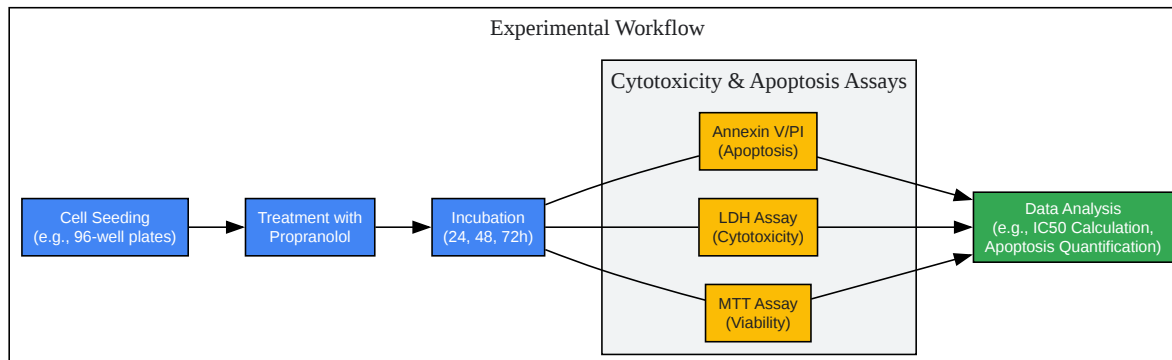 Experimental Workflow
Cytotoxicity & Apoptosis Assays
Cell Seeding
(e.g., 96-well plates)
Treatment with
Propranolol
Incubation
(24, 48, 72h)
Annexin V/PI
(Apoptosis)
LDH Assay
(Cytotoxicity)
MTT Assay
(Viability)
Data Analysis
(e.g., IC50 Calculation,
Apoptosis Quantification)